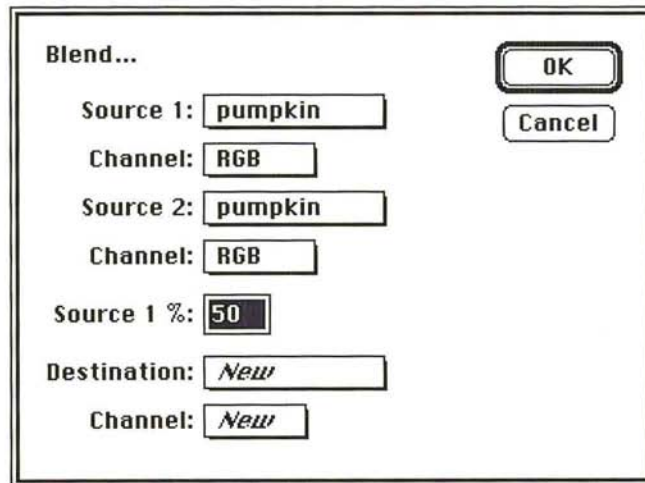 Blend...
OK
Source 1: pumpkin
Cancel
Channel: RGB
Source 2: pumpkin
Channel: RGB
Source 1 %: 50
Destination: New
Channel: New